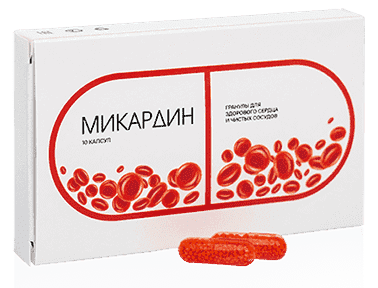 МИКАРДИН
10 КАПСУЛ
ГРАНУЛЫ ДЛЯ
ЗДОРОВОГО СЕРДЦА
И ЧИСТЫХ СОСУДОВ